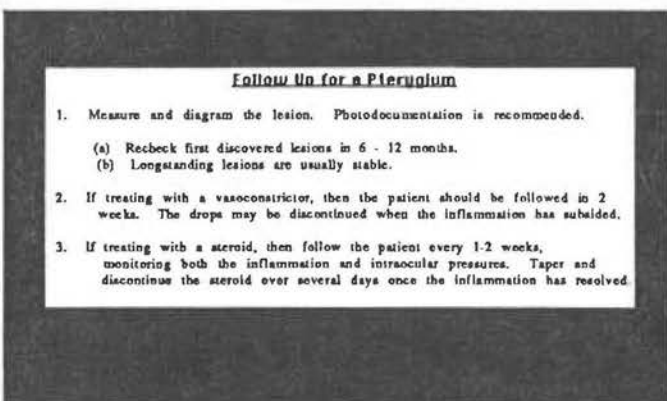 Follow Up for a Pterygium
1. Measure and diagram the lesion. Photodocumentation is recommended.
(a) Recheck first discovered lesions in 6 - 12 months.
(b) Longstanding lesions are usually stable.
2. If treating with a vasoconstrictor, then the patient should be followed in 2
weeks. The drops may be discontinued when the inflammation has subsided.
3. If treating with a steroid, then follow the patient every 1-2 weeks,
monitoring both the inflammation and intraocular pressures. Taper and
discontinue the steroid over several days once the inflammation has resolved